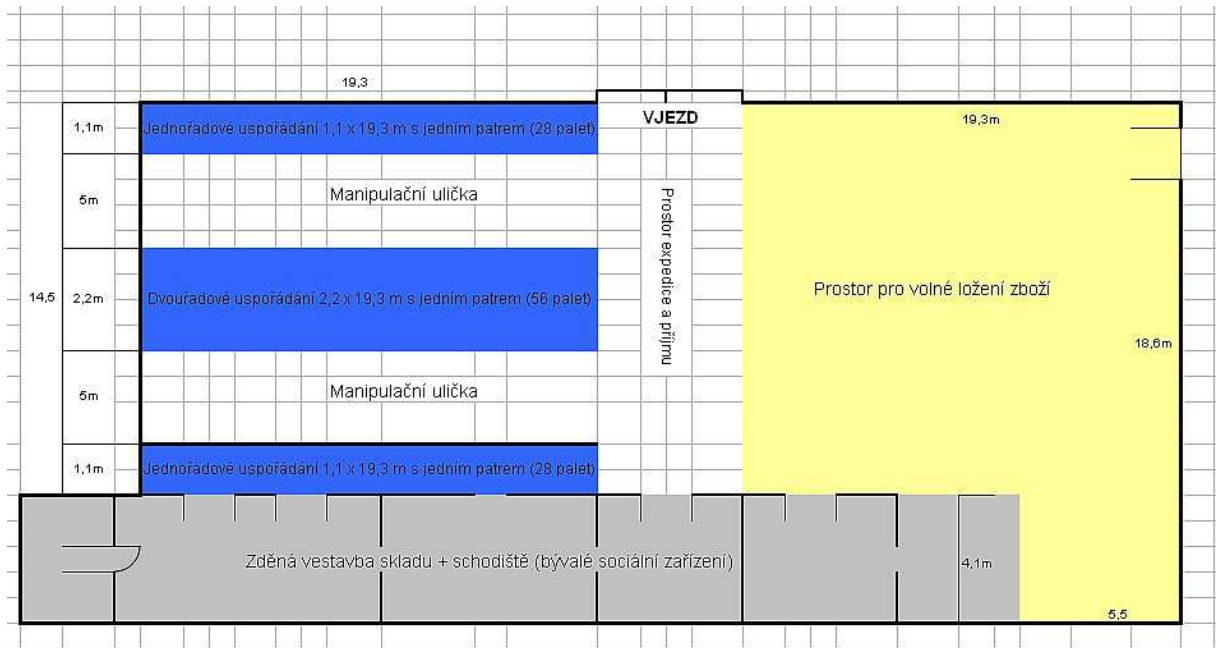 19,3
VJEZD
19,3m
1,1m
Jednořadové uspořádání 1,1 x 19,3 m s jedním patrem (28 palet)
5m
Manipulační ulička
Prostor expedice a příjmu
14,5
2,2m
Dvouřadové uspořádání 2,2 x 19,3 m s jedním patrem (56 palet)
Prostor pro volné ložení zboží
18,6m
5m
Manipulační ulička
1,1m
Jednořadové uspořádání 1,1 x 19,3 m s jedním patrem (28 palet)
Zděná vestavba skladu + schodiště (bývalé sociální zařízení)
4,1m
5,5